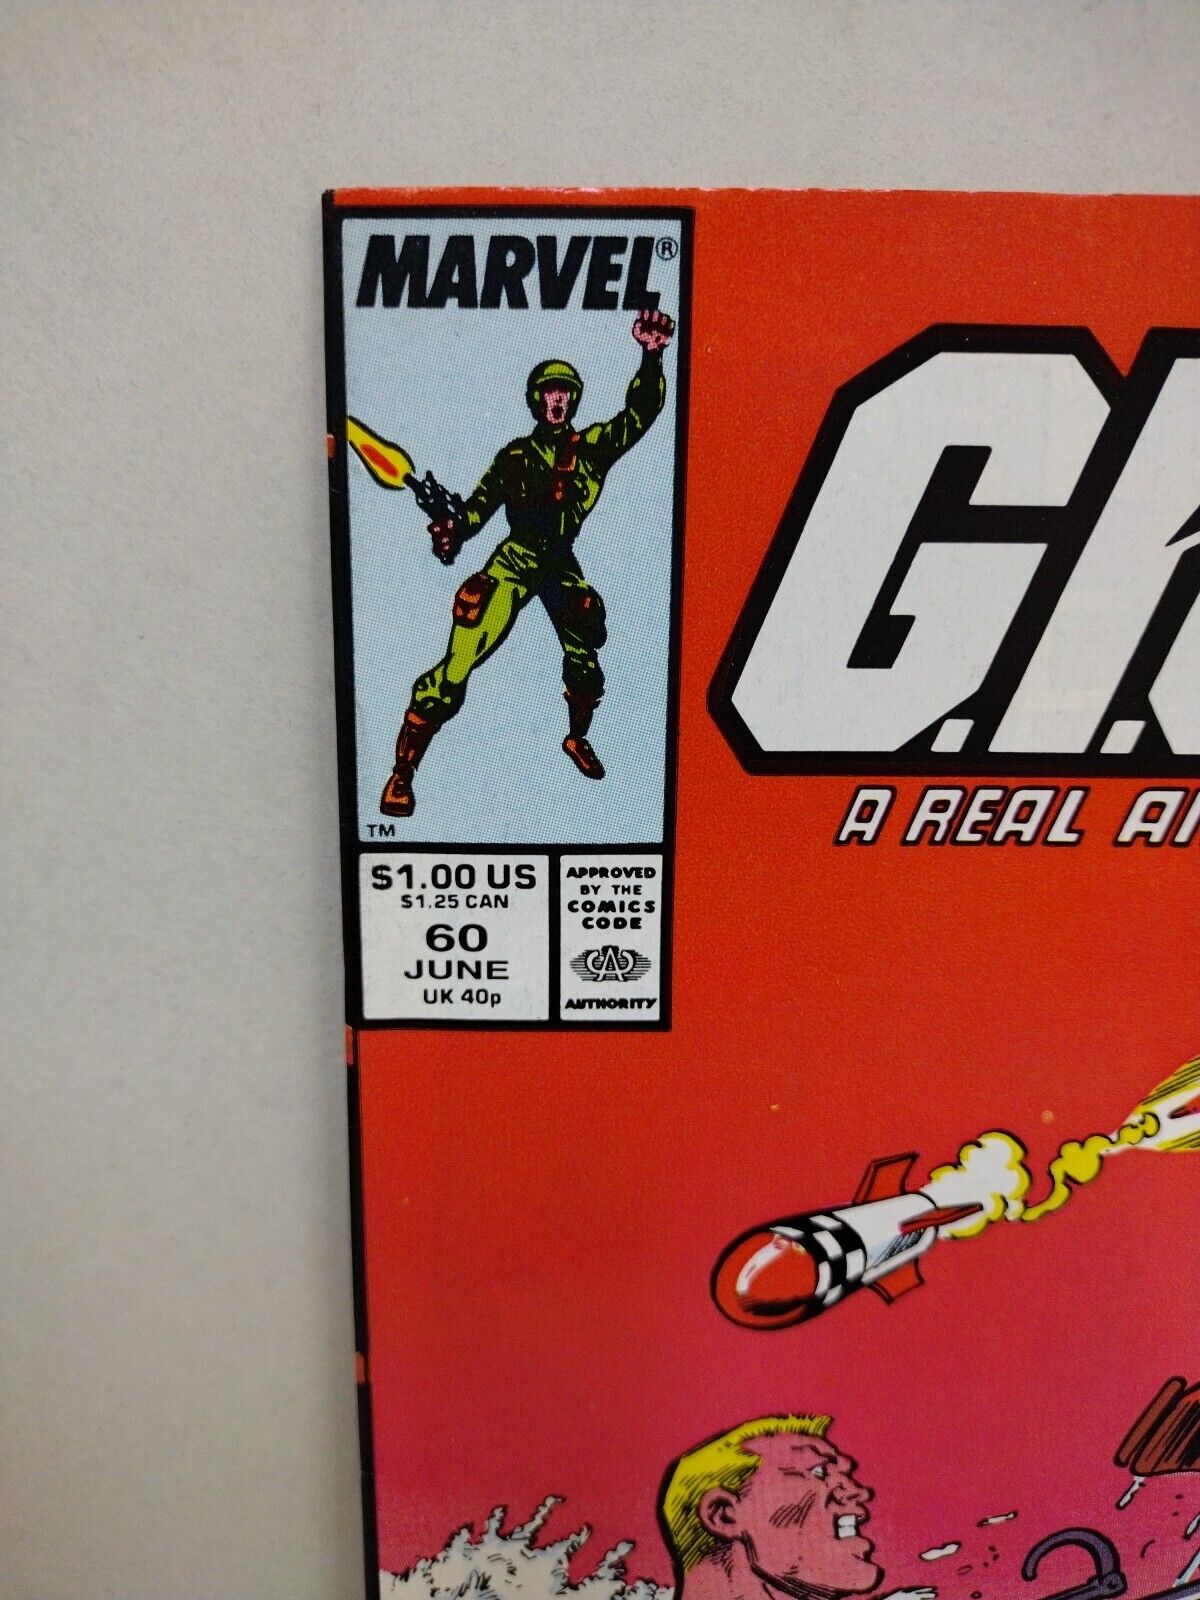 MARVEL®
TM
$1.00 US
$1.25 CAN
60
JUNE
UK 40p
APPROVED
BY THE
COMICS
CODE
CA
AUTHORITY
G.I.
A REAL A